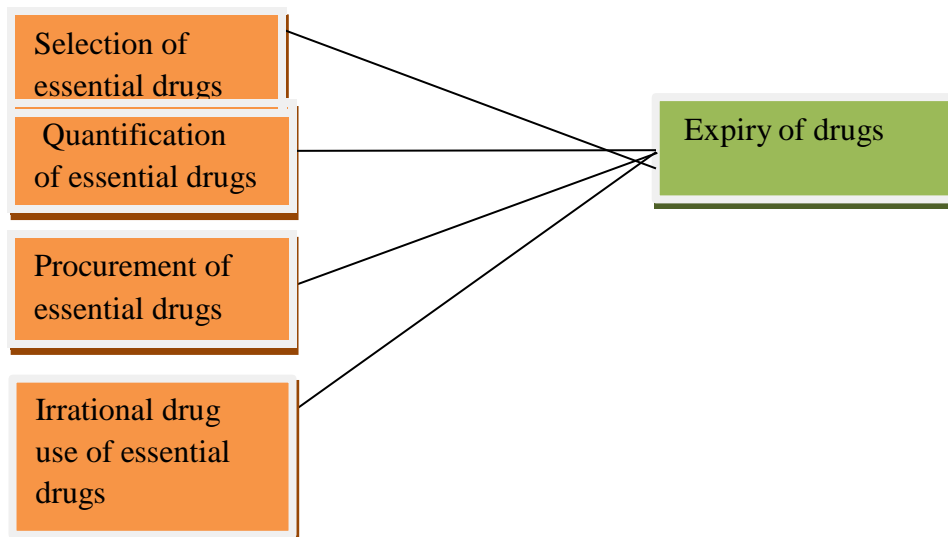 Selection of
essential drugs
Quantification
of essential drugs
Procurement of
essential drugs
Irrational drug
use of essential
drugs
Expiry of drugs